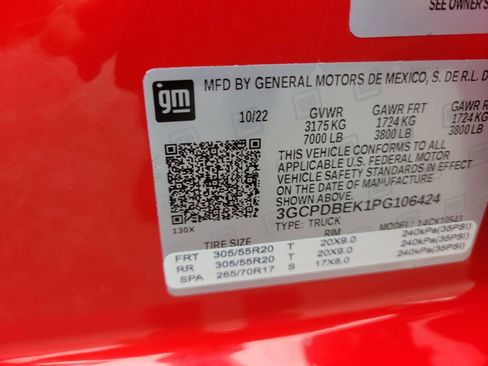 SEE OWNER'S
gm
MFD BY GENERAL MOTORS DE MEXICO, S. DE R.L. D
10/22 GVWR GAWR FRT GAWR R
3175 KG 1724 KG 1724 KG
7000 LB 3800 LB 3800 LB
THIS VEHICLE CONFORMS TO ALL
APPLICABLE U.S. FEDERAL MOTOR
VEHICLE SAFETY STANDARDS IN
EFFECT ON THE DATE OF
MANUFACTURE SHOWN ABOVE.
3GCPDBEK1PG106424
130X TYPE: TRUCK MODEL: 14CK10543
TIRE SIZE RIM
FRT 305/55R20 T 20X9.0 240kPa(35PSI)
RR 305/55R20 T 20X9.0 240kPa(35PSI)
SPA 265/70R17 S 17X8.0 240kPa(35PSI)